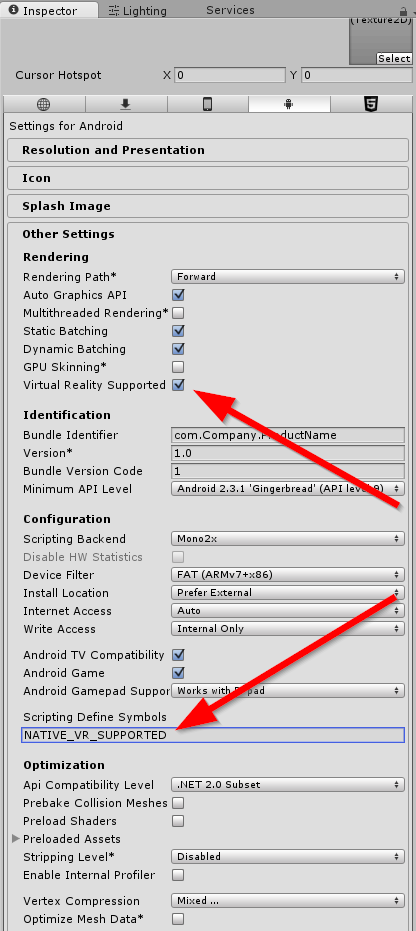 Inspector Lighting Services
(Texture2D)
Select
Cursor Hotspot X 0 Y 0
Settings for Android
Resolution and Presentation
Icon
Splash Image
Other Settings
Rendering
Rendering Path* Forward
Auto Graphics API
Multithreaded Rendering*
Static Batching
Dynamic Batching
GPU Skinning*
Virtual Reality Supported
Identification
Bundle Identifier com.Company.ProductName
Version* 1.0
Bundle Version Code 1
Minimum API Level Android 2.3.1 'Gingerbread' (API level 9)
Configuration
Scripting Backend Mono2x
Disable HW Statistics
Device Filter FAT (ARMv7+x86)
Install Location Prefer External
Internet Access Auto
Write Access Internal Only
Android TV Compatibility
Android Game
Android Gamepad Suppor Works with D-pad
Scripting Define Symbols
NATIVE_VR_SUPPORTED
Optimization
Api Compatibility Level .NET 2.0 Subset
Prebake Collision Meshes
Preload Shaders
Preloaded Assets
Stripping Level* Disabled
Enable Internal Profiler
Vertex Compression Mixed ...
Optimize Mesh Data*